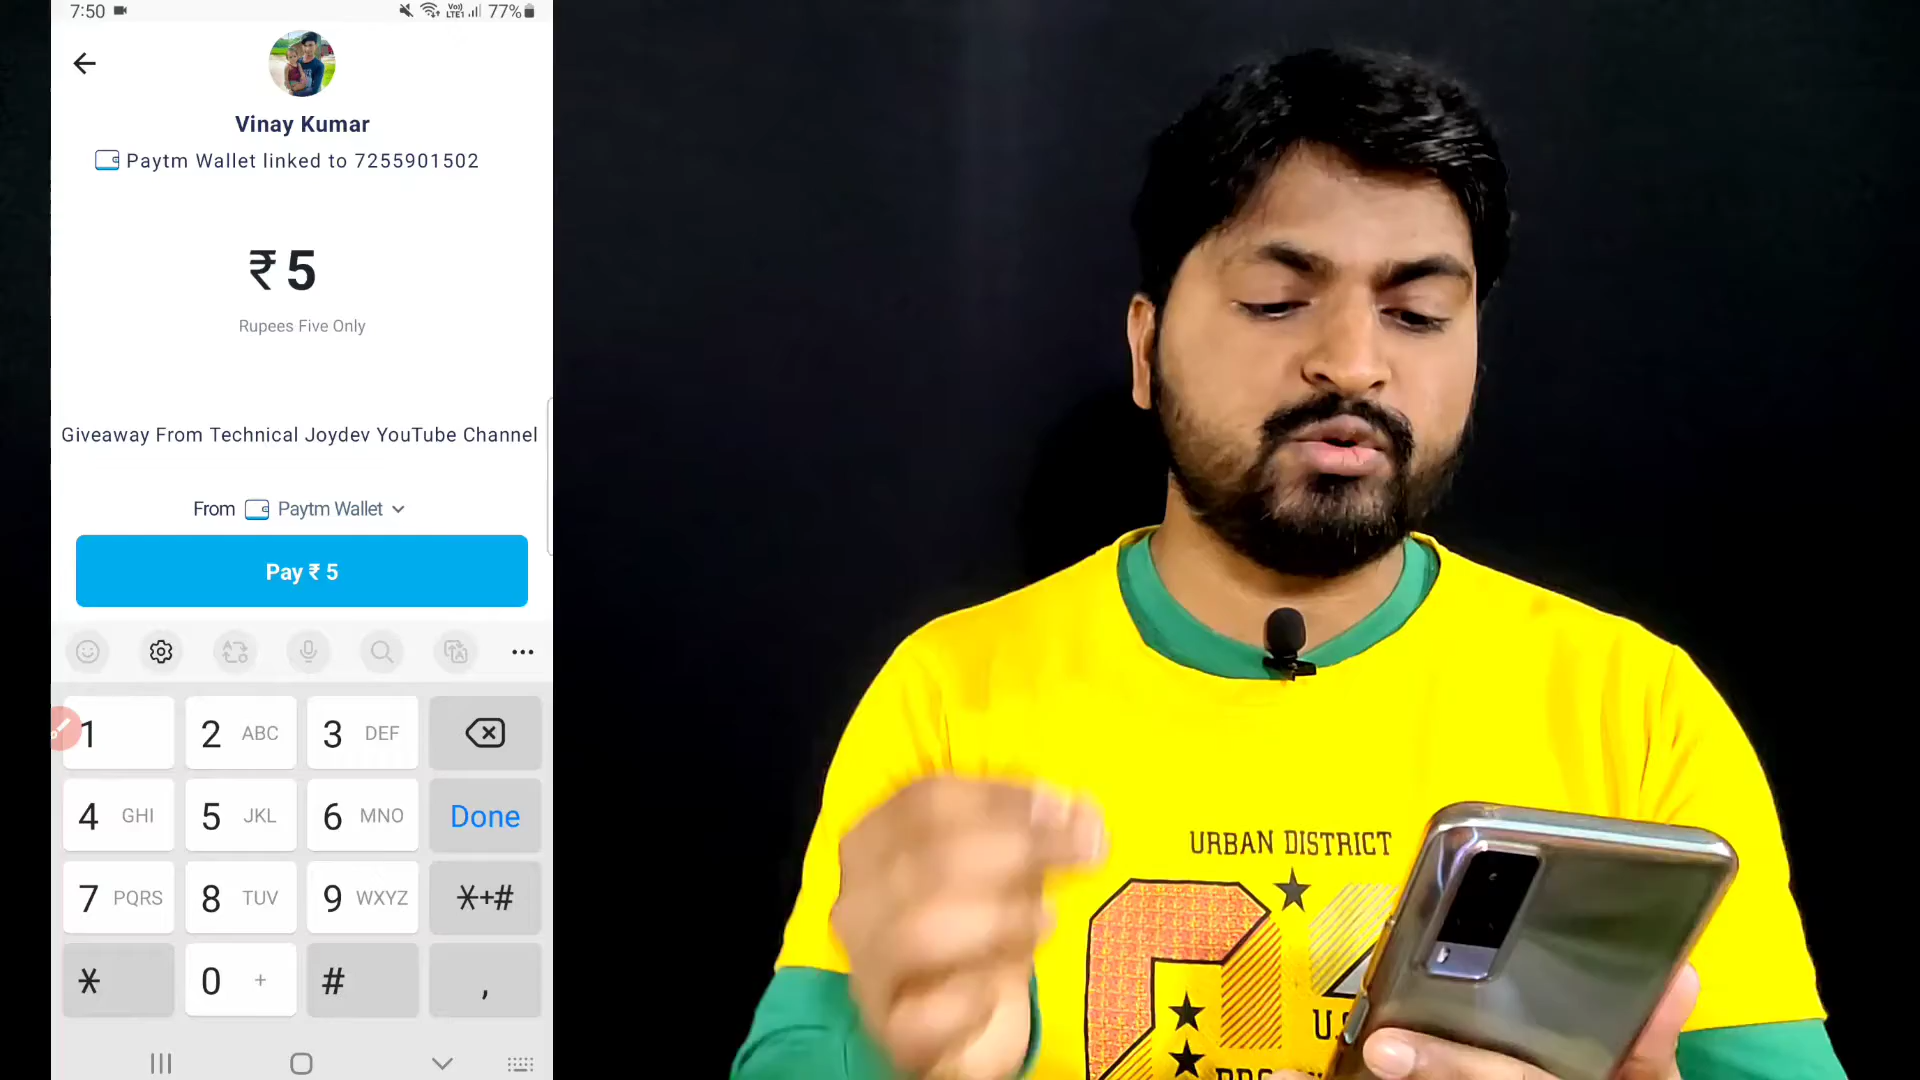 7:50
Vo)) LTE1 77%
Vinay Kumar
Paytm Wallet linked to 7255901502
₹5
Rupees Five Only
Giveaway From Technical Joydev YouTube Channel
From Paytm Wallet
Pay ₹ 5
1 2 ABC 3 DEF
4 GHI 5 JKL 6 MNO Done
7 PQRS 8 TUV 9 WXYZ *+#
* 0 + # ,
URBAN DISTRICT